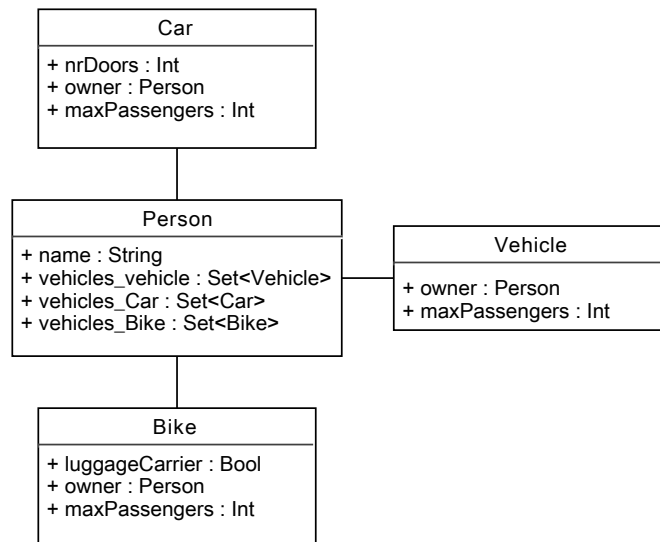 Car
+ nrDoors : Int
+ owner : Person
+ maxPassengers : Int
Person
+ name : String
+ vehicles_vehicle : Set<Vehicle>
+ vehicles_Car : Set<Car>
+ vehicles_Bike : Set<Bike>
Vehicle
+ owner : Person
+ maxPassengers : Int
Bike
+ luggageCarrier : Bool
+ owner : Person
+ maxPassengers : Int